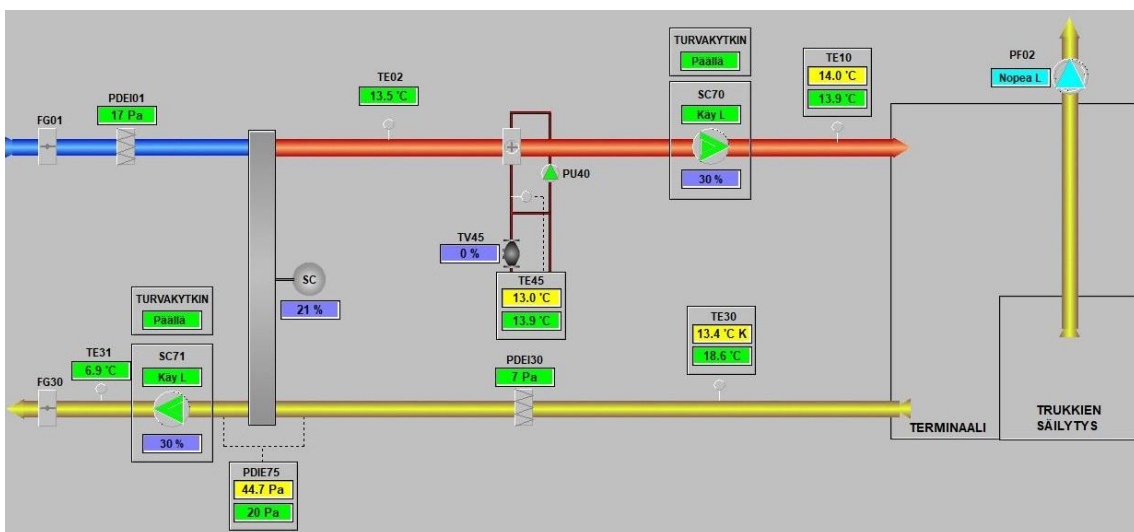 TURVAKYTKIN
Päällä
TE10
14.0 °C
13.9 °C
PF02
Nopea L
TE02
13.5 °C
SC70
Käy L
30 %
PDEI01
17 Pa
FG01
PU40
TV45
0 %
SC
21 %
TE45
13.0 °C
13.9 °C
TURVAKYTKIN
Päällä
TE30
13.4 °C K
18.6 °C
TE31
6.9 °C
SC71
Käy L
30 %
PDEI30
7 Pa
FG30
TERMINAALI
TRUKKIEN
SÄILYTYS
PDIE75
44.7 Pa
20 Pa